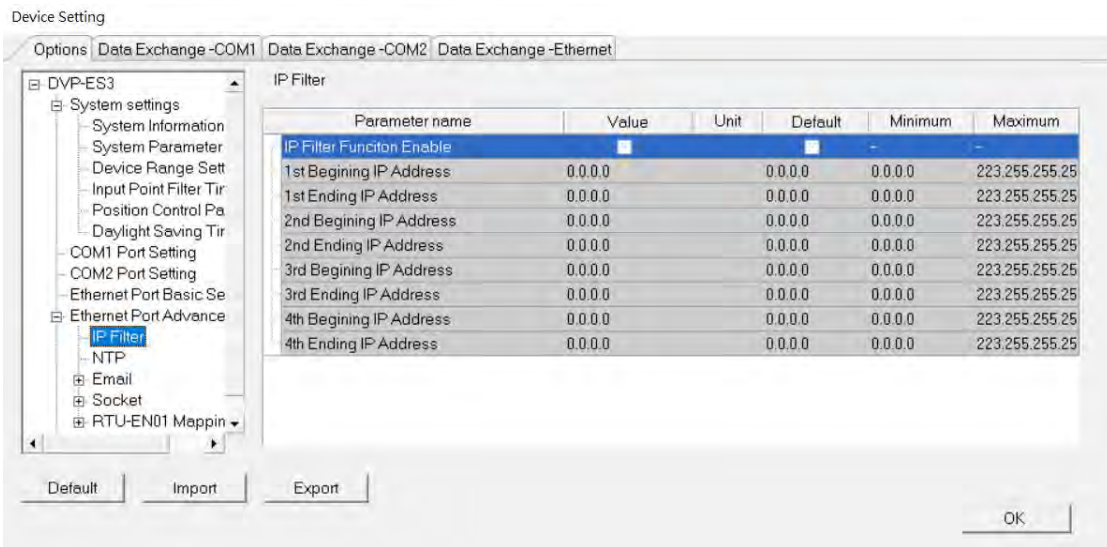 Device Setting
Options Data Exchange -COM1 Data Exchange -COM2 Data Exchange -Ethernet
DVP-ES3
System settings
System Information
System Parameter
Device Range Sett
Input Point Filter Tir
Position Control Pa
Daylight Saving Tir
COM1 Port Setting
COM2 Port Setting
Ethernet Port Basic Se
Ethernet Port Advance
IP Filter
NTP
Email
Socket
RTU-EN01 Mappin
IP Filter
Parameter name Value Unit Default Minimum Maximum
IP Filter Funciton Enable - -
1st Begining IP Address 0.0.0.0 0.0.0.0 0.0.0.0 223.255.255.25
1st Ending IP Address 0.0.0.0 0.0.0.0 0.0.0.0 223.255.255.25
2nd Begining IP Address 0.0.0.0 0.0.0.0 0.0.0.0 223.255.255.25
2nd Ending IP Address 0.0.0.0 0.0.0.0 0.0.0.0 223.255.255.25
3rd Begining IP Address 0.0.0.0 0.0.0.0 0.0.0.0 223.255.255.25
3rd Ending IP Address 0.0.0.0 0.0.0.0 0.0.0.0 223.255.255.25
4th Begining IP Address 0.0.0.0 0.0.0.0 0.0.0.0 223.255.255.25
4th Ending IP Address 0.0.0.0 0.0.0.0 0.0.0.0 223.255.255.25
Default Import Export
OK